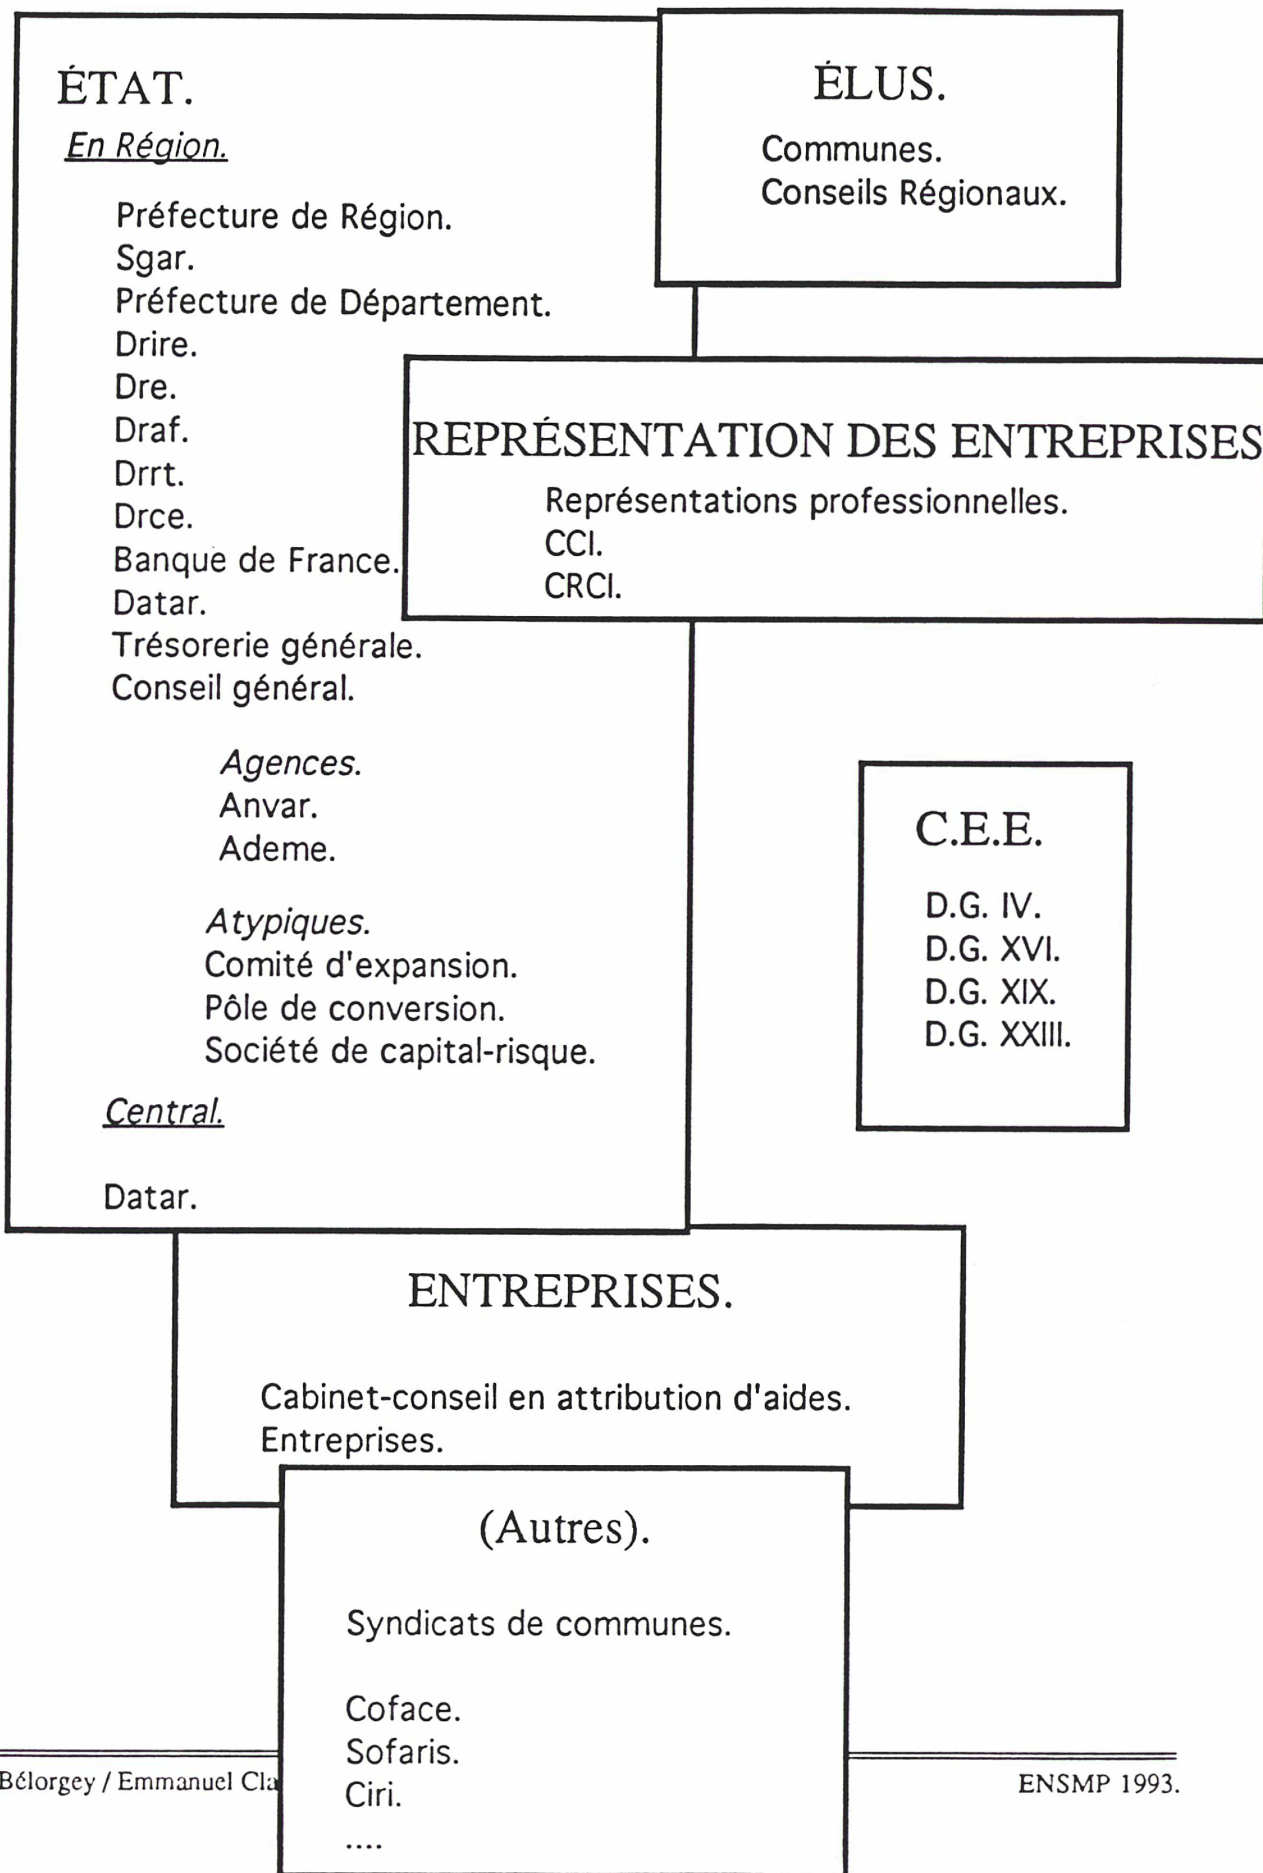 ÉTAT.
En Région.
Préfecture de Région.
Sgar.
Préfecture de Département.
Drire.
Dre.
Draf.
Drrt.
Drce.
Banque de France.
Datar.
Trésorerie générale.
Conseil général.
Agences.
Anvar.
Ademe.
Atypiques.
Comité d'expansion.
Pôle de conversion.
Société de capital-risque.
Central.
Datar.
ÉLUS.
Communes.
Conseils Régionaux.
REPRÉSENTATION DES ENTREPRISES
Représentations professionnelles.
CCI.
CRCI.
C.E.E.
D.G. IV.
D.G. XVI.
D.G. XIX.
D.G. XXIII.
ENTREPRISES.
Cabinet-conseil en attribution d'aides.
Entreprises.
(Autres).
Syndicats de communes.
Coface.
Sofaris.
Ciri.
....
Bélorgey / Emmanuel Cla
ENSMP 1993.